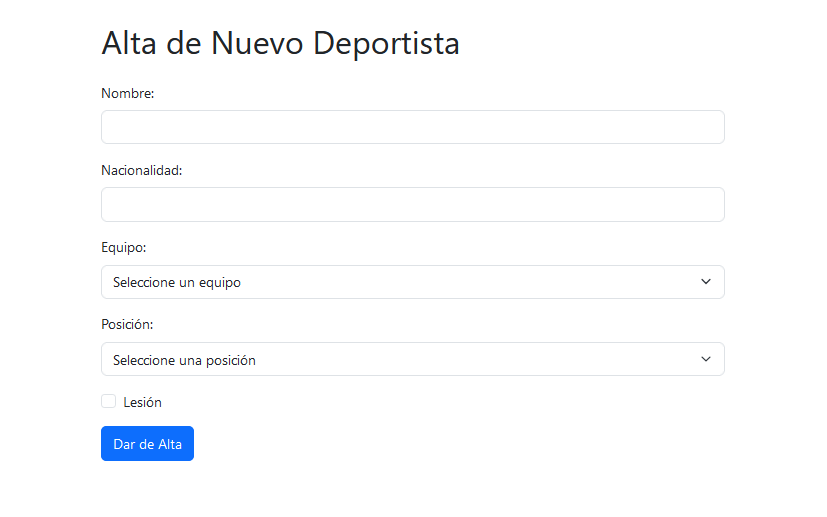 Alta de Nuevo Deportista
Nombre:
Nacionalidad:
Equipo:
Seleccione un equipo
Posición:
Seleccione una posición
Lesión
Dar de Alta